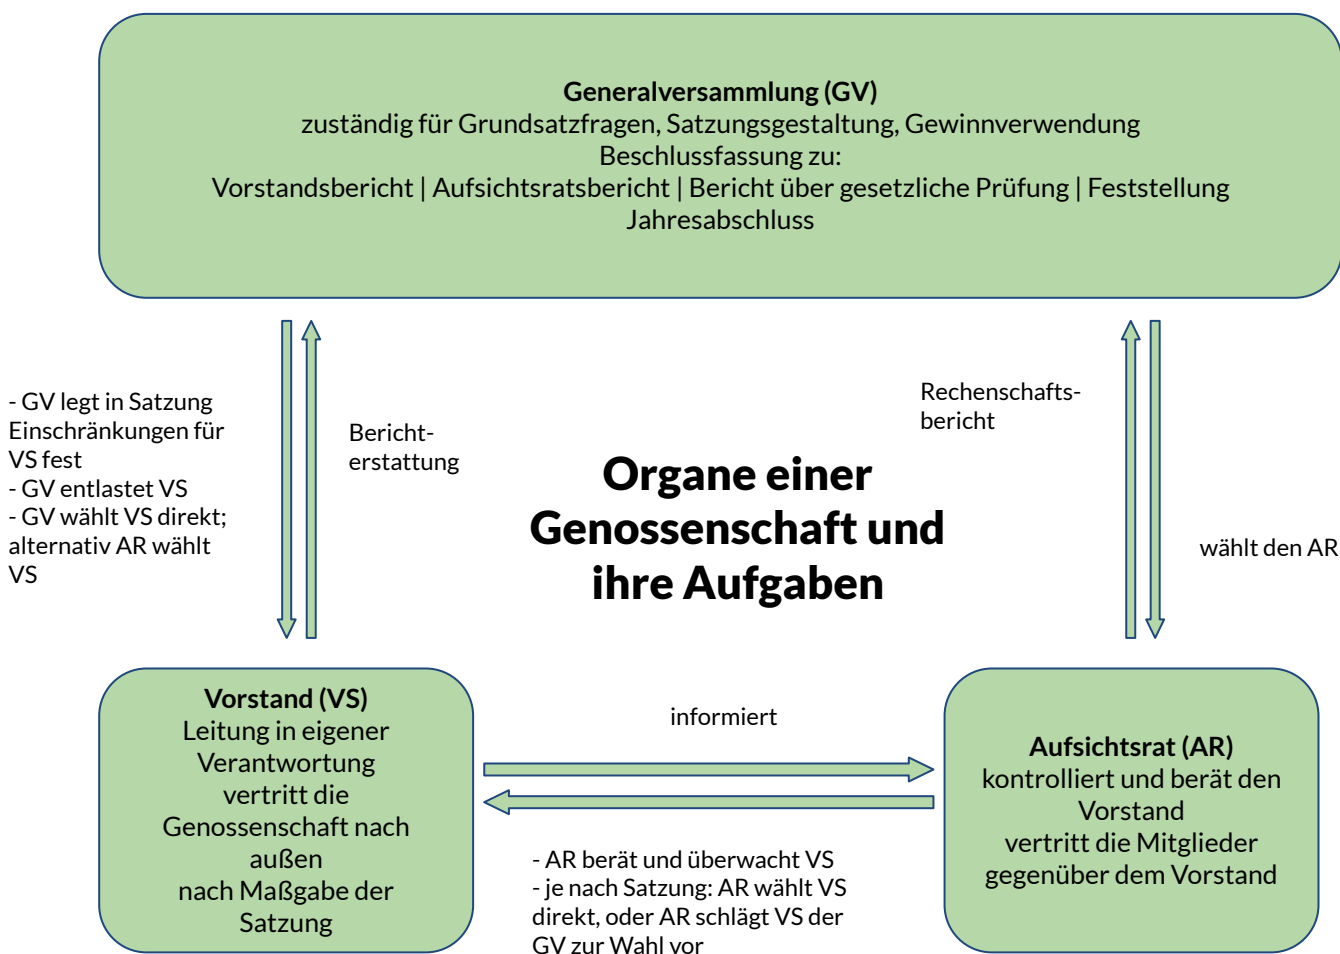 Generalversammlung (GV)
zuständig für Grundsatzfragen, Satzungsgestaltung, Gewinnverwendung
Beschlussfassung zu:
Vorstandsbericht | Aufsichtsratsbericht | Bericht über gesetzliche Prüfung | Feststellung
Jahresabschluss
- GV legt in Satzung
Einschränkungen für
VS fest
- GV entlastet VS
- GV wählt VS direkt;
alternativ AR wählt
VS
Bericht-
erstattung
Organe einer
Genossenschaft und
ihre Aufgaben
Rechenschafts-
bericht
wählt den AR
Vorstand (VS)
Leitung in eigener
Verantwortung
vertritt die
Genossenschaft nach
außen
nach Maßgabe der
Satzung
informiert
- AR berät und überwacht VS
- je nach Satzung: AR wählt VS
direkt, oder AR schlägt VS der
GV zur Wahl vor
Aufsichtsrat (AR)
kontrolliert und berät den
Vorstand
vertritt die Mitglieder
gegenüber dem Vorstand